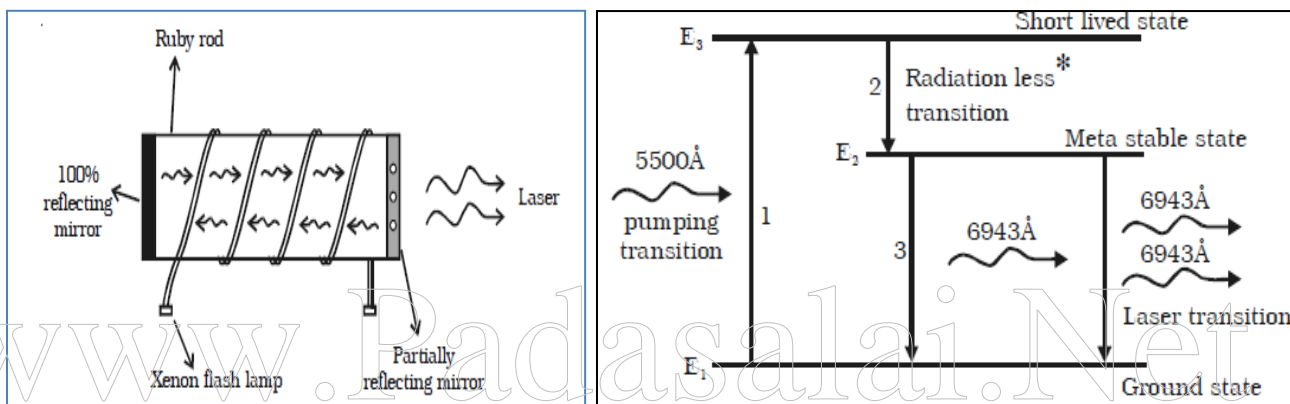 Ruby rod
100%
reflecting
mirror
Laser
Xenon flash lamp
Partially
reflecting mirror
Short lived state
E₃
2
Radiation less*
transition
Meta stable state
E₂
5500Å
pumping
transition
1
3
6943Å
6943Å
6943Å
Laser transition
E₁
Ground state
www.Padasalai.Net